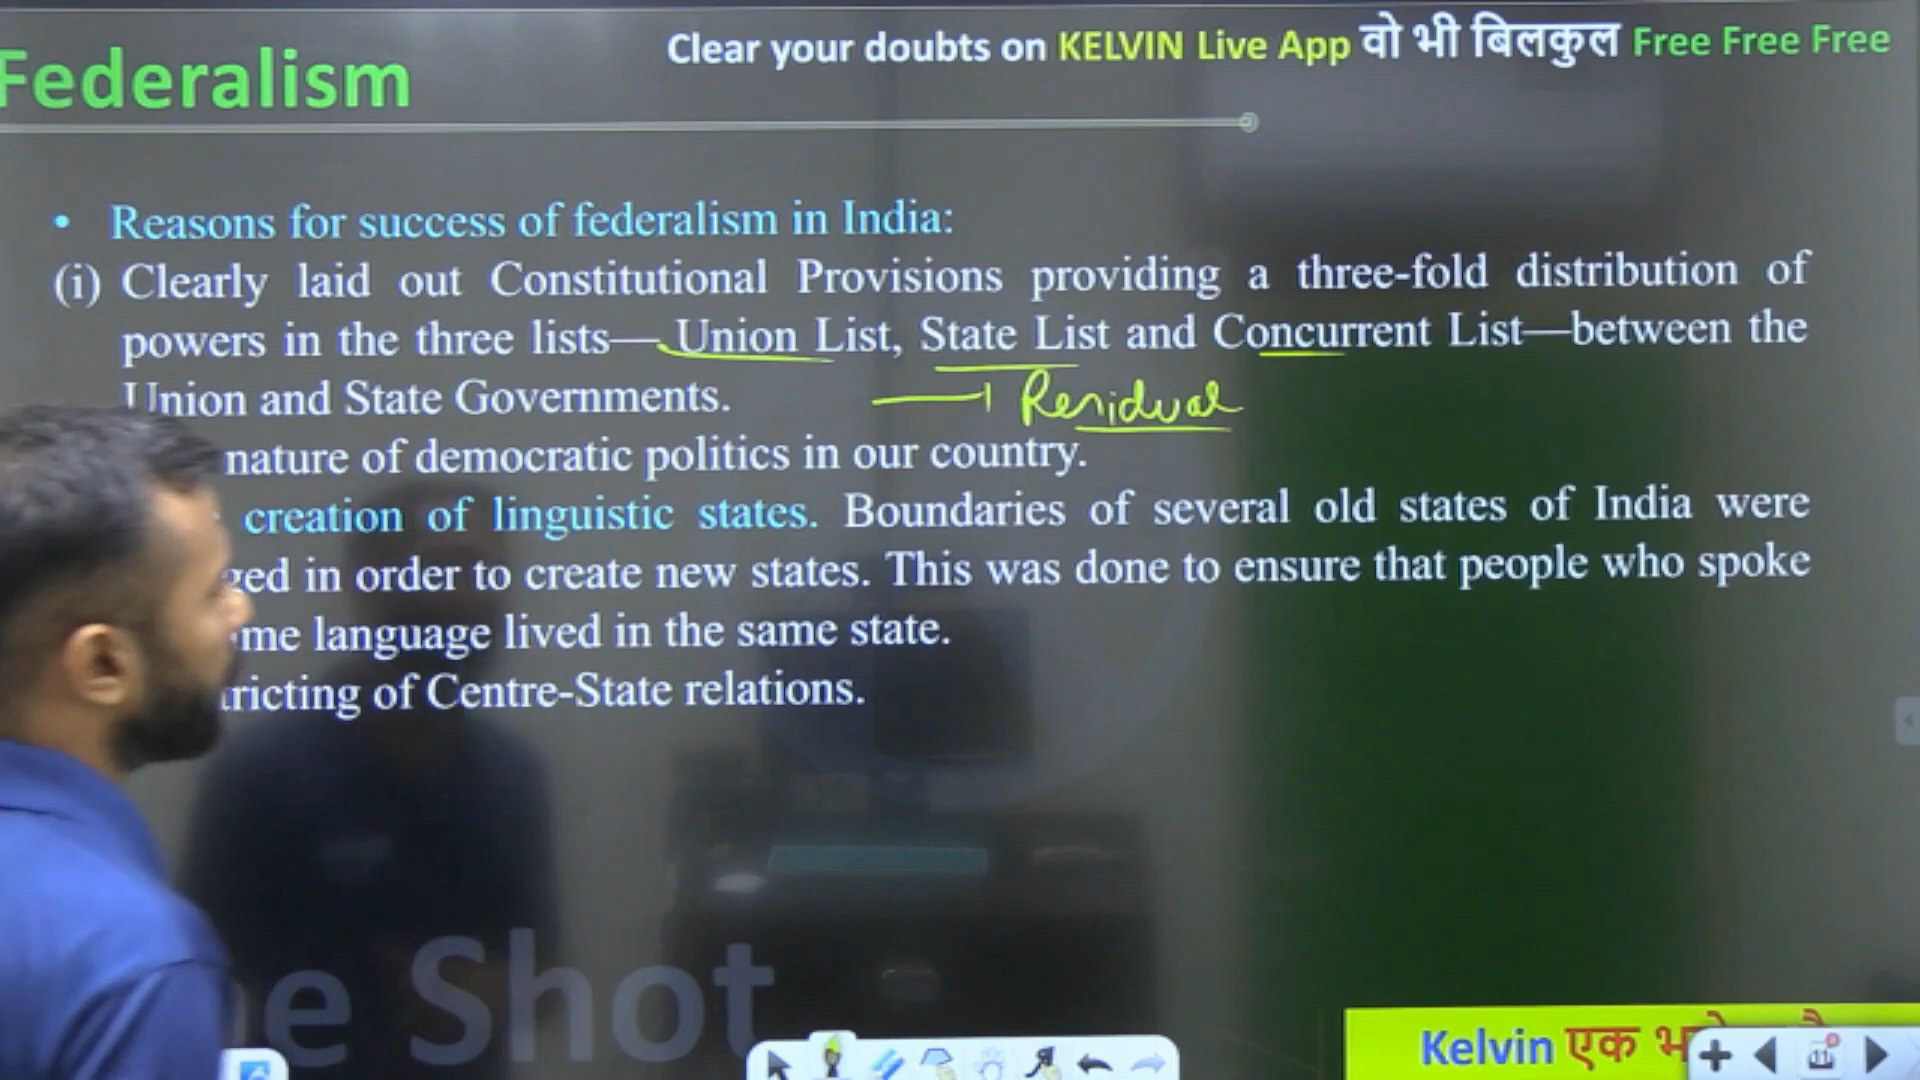 Federalism
Clear your doubts on KELVIN Live App वो भी बिलकुल Free Free Free
• Reasons for success of federalism in India:
(i) Clearly laid out Constitutional Provisions providing a three-fold distribution of
powers in the three lists— Union List, State List and Concurrent List—between the
Union and State Governments.
Residual
nature of democratic politics in our country.
creation of linguistic states. Boundaries of several old states of India were
in order to create new states. This was done to ensure that people who spoke
language lived in the same state.
of Centre-State relations.
Shot
Kelvin एक